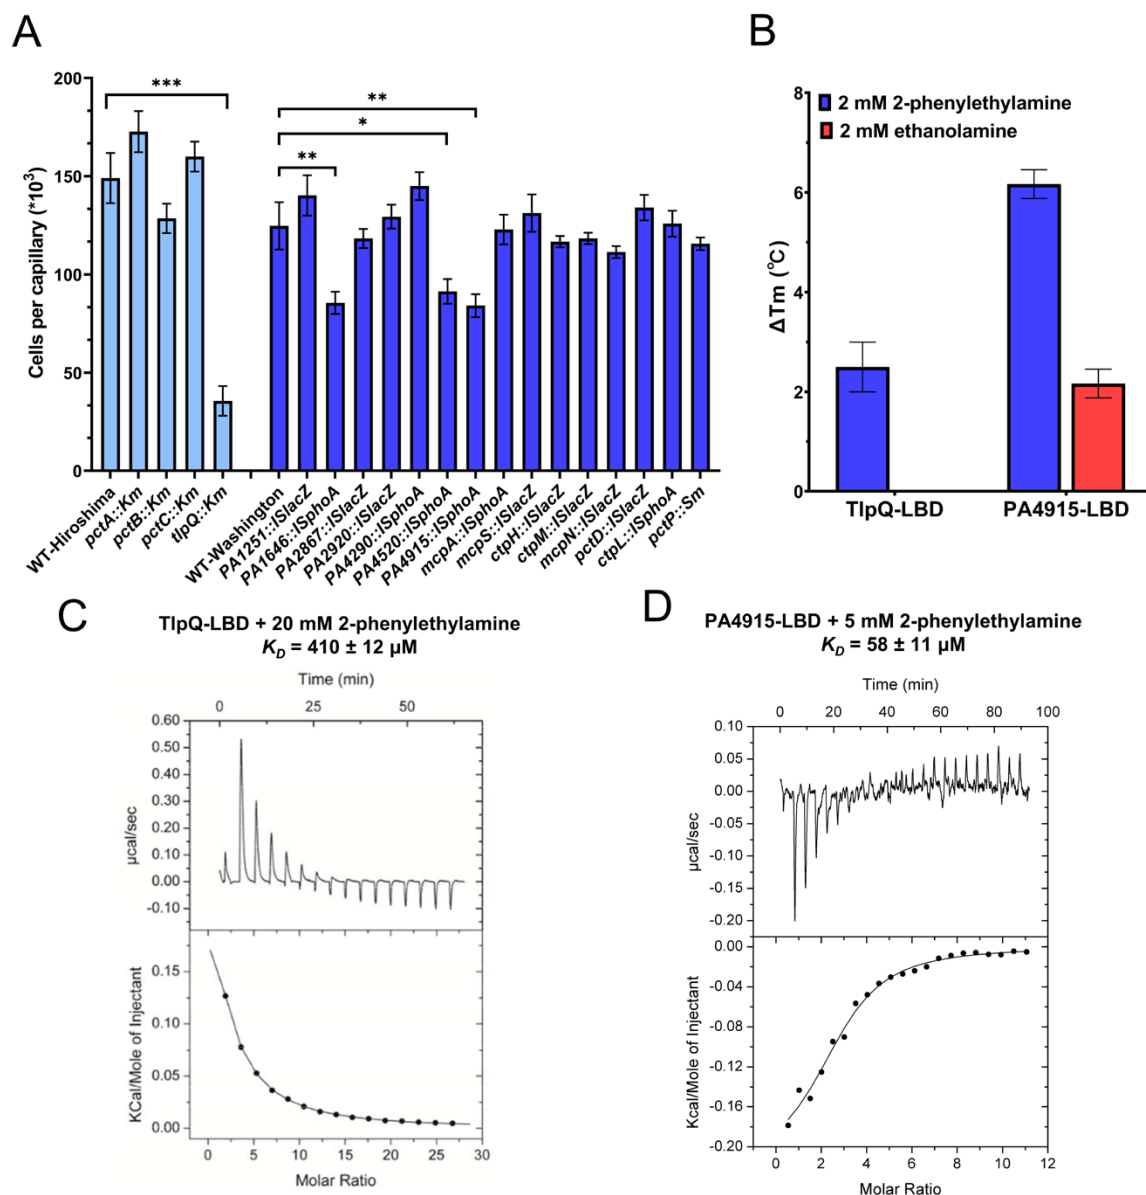 A
Cells per capillary (*10³)
200
150
100
50
0
***
**
*
**
WT-Hiroshima
pctA::Km
pctB::Km
pctC::Km
tlpQ::Km
WT-Washington
PA1251::ISlacZ
PA1646::ISphoA
PA2867::ISlacZ
PA2920::ISlacZ
PA4290::ISphoA
PA4520::ISphoA
PA4915::ISphoA
mcpA::ISphoA
mcpS::ISlacZ
ctpH::ISlacZ
ctpM::ISlacZ
mcpN::ISlacZ
pctD::ISlacZ
ctpL::ISphoA
pctP::Sm
B
2 mM 2-phenylethylamine
2 mM ethanolamine
ΔTm (°C)
8
6
4
2
0
TlpQ-LBD
PA4915-LBD
C
TlpQ-LBD + 20 mM 2-phenylethylamine
K_D = 410 ± 12 µM
Time (min)
0 25 50
µcal/sec
0.60
0.50
0.40
0.30
0.20
0.10
0.00
-0.10
KCal/Mole of Injectant
0.15
0.10
0.05
0.00
0 5 10 15 20 25 30
Molar Ratio
D
PA4915-LBD + 5 mM 2-phenylethylamine
K_D = 58 ± 11 µM
Time (min)
0 10 20 30 40 50 60 70 80 90 100
µcal/sec
0.10
0.05
0.00
-0.05
-0.10
-0.15
-0.20
Kcal/Mole of Injectant
0.00
-0.04
-0.08
-0.12
-0.16
-0.20
0 2 4 6 8 10 12
Molar Ratio